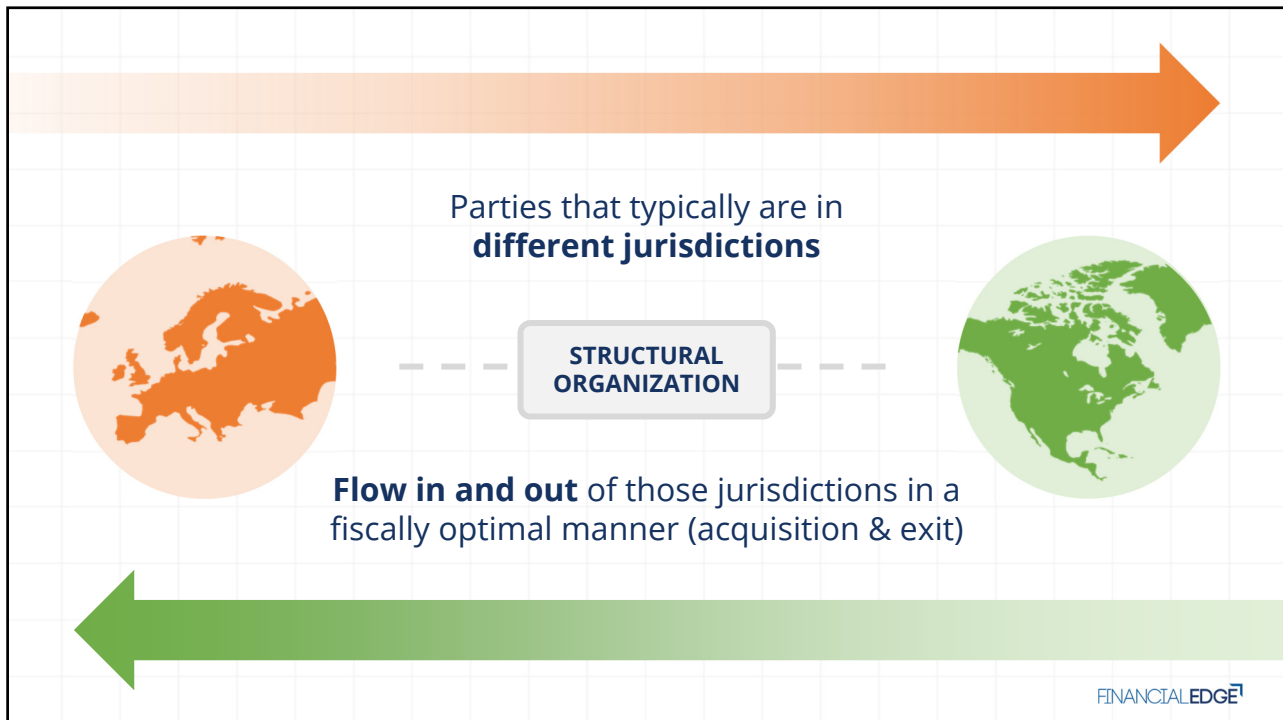 Parties that typically are in
different jurisdictions
STRUCTURAL
ORGANIZATION
Flow in and out of those jurisdictions in a
fiscally optimal manner (acquisition & exit)
FINANCIALEDGE